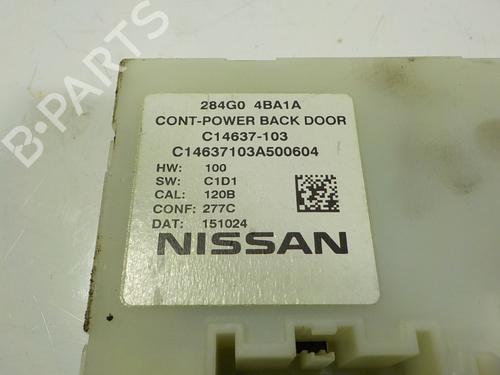 284G0 4BA1A
CONT-POWER BACK DOOR
C14637-103
C14637103A500604
HW: 100
SW: C1D1
CAL: 120B
CONF: 277C
DAT: 151024
NISSAN